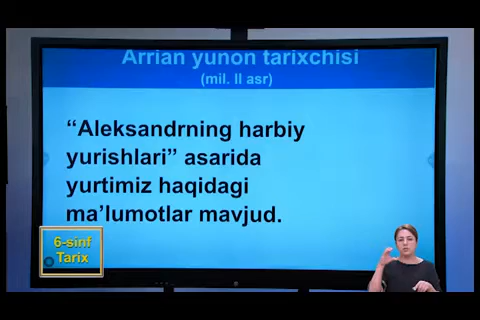 Arrian yunon tarixchisi
(mil. II asr)
“Aleksandrning harbiy
yurishlari” asarida
yurtimiz haqidagi
ma’lumotlar mavjud.
6-sinf
Tarix